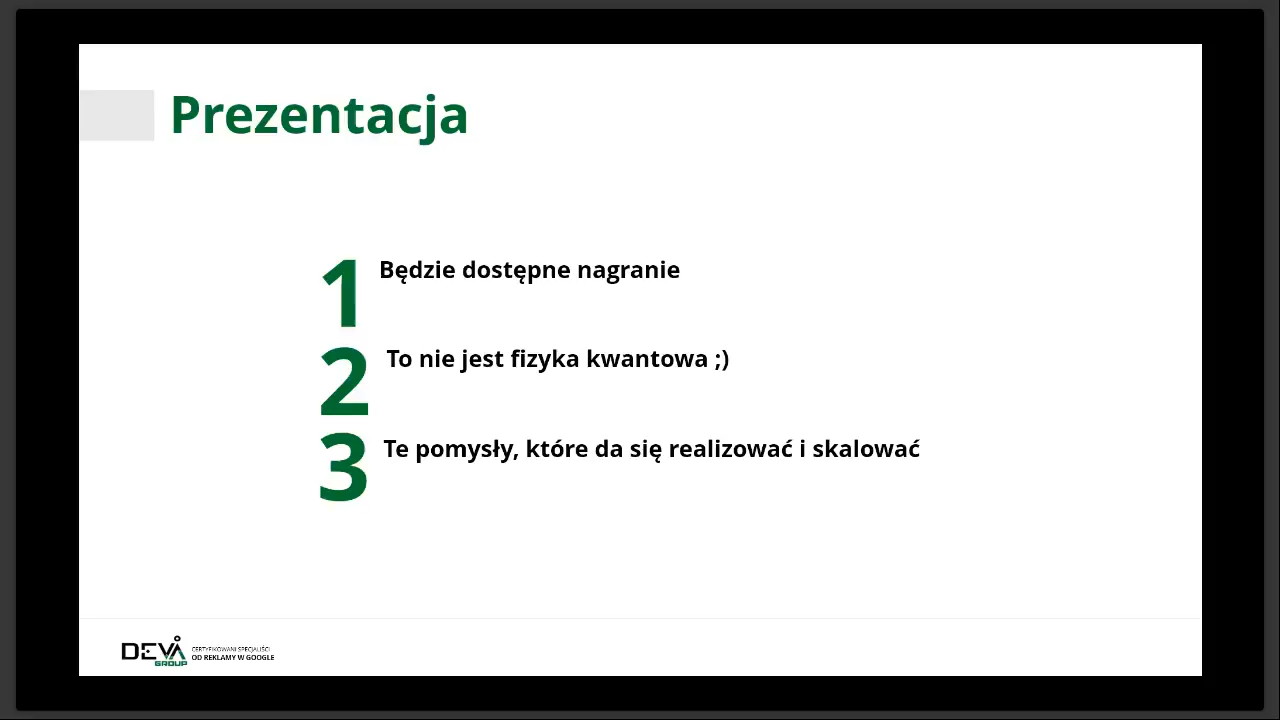 Prezentacja
1 Będzie dostępne nagranie
2 To nie jest fizyka kwantowa ;)
3 Te pomysły, które da się realizować i skalować
DEVA GROUP
CERTYFIKOWANI SPECJALIŚCI
OD REKLAMY W GOOGLE